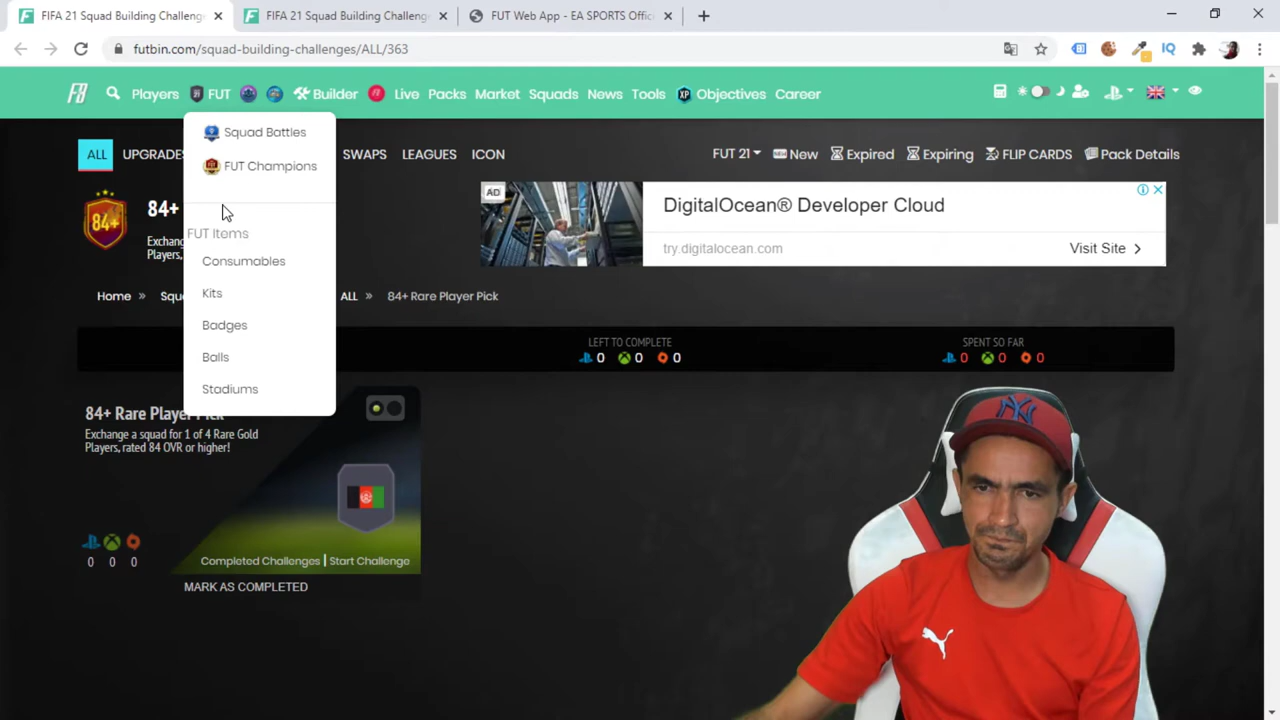 FIFA 21 Squad Building Challeng
FIFA 21 Squad Building Challeng
FUT Web App - EA SPORTS Offici
futbin.com/squad-building-challenges/ALL/363
IQ
F8 Players FUT Builder Live Packs Market Squads News Tools XP Objectives Career
Squad Battles
FUT Champions
FUT Items
Consumables
Kits
Badges
Balls
Stadiums
ALL UPGRADES SWAPS LEAGUES ICON FUT 21 New Expired Expiring FLIP CARDS Pack Details
84+
84+
Exchange
Players,
AD
DigitalOcean® Developer Cloud
try.digitalocean.com
Visit Site
Home » Squ ALL » 84+ Rare Player Pick
LEFT TO COMPLETE
0 0 0
SPENT SO FAR
0 0 0
84+ Rare Player Pick
Exchange a squad for 1 of 4 Rare Gold
Players, rated 84 OVR or higher!
0 0 0
Completed Challenges | Start Challenge
MARK AS COMPLETED
NY
PUMA